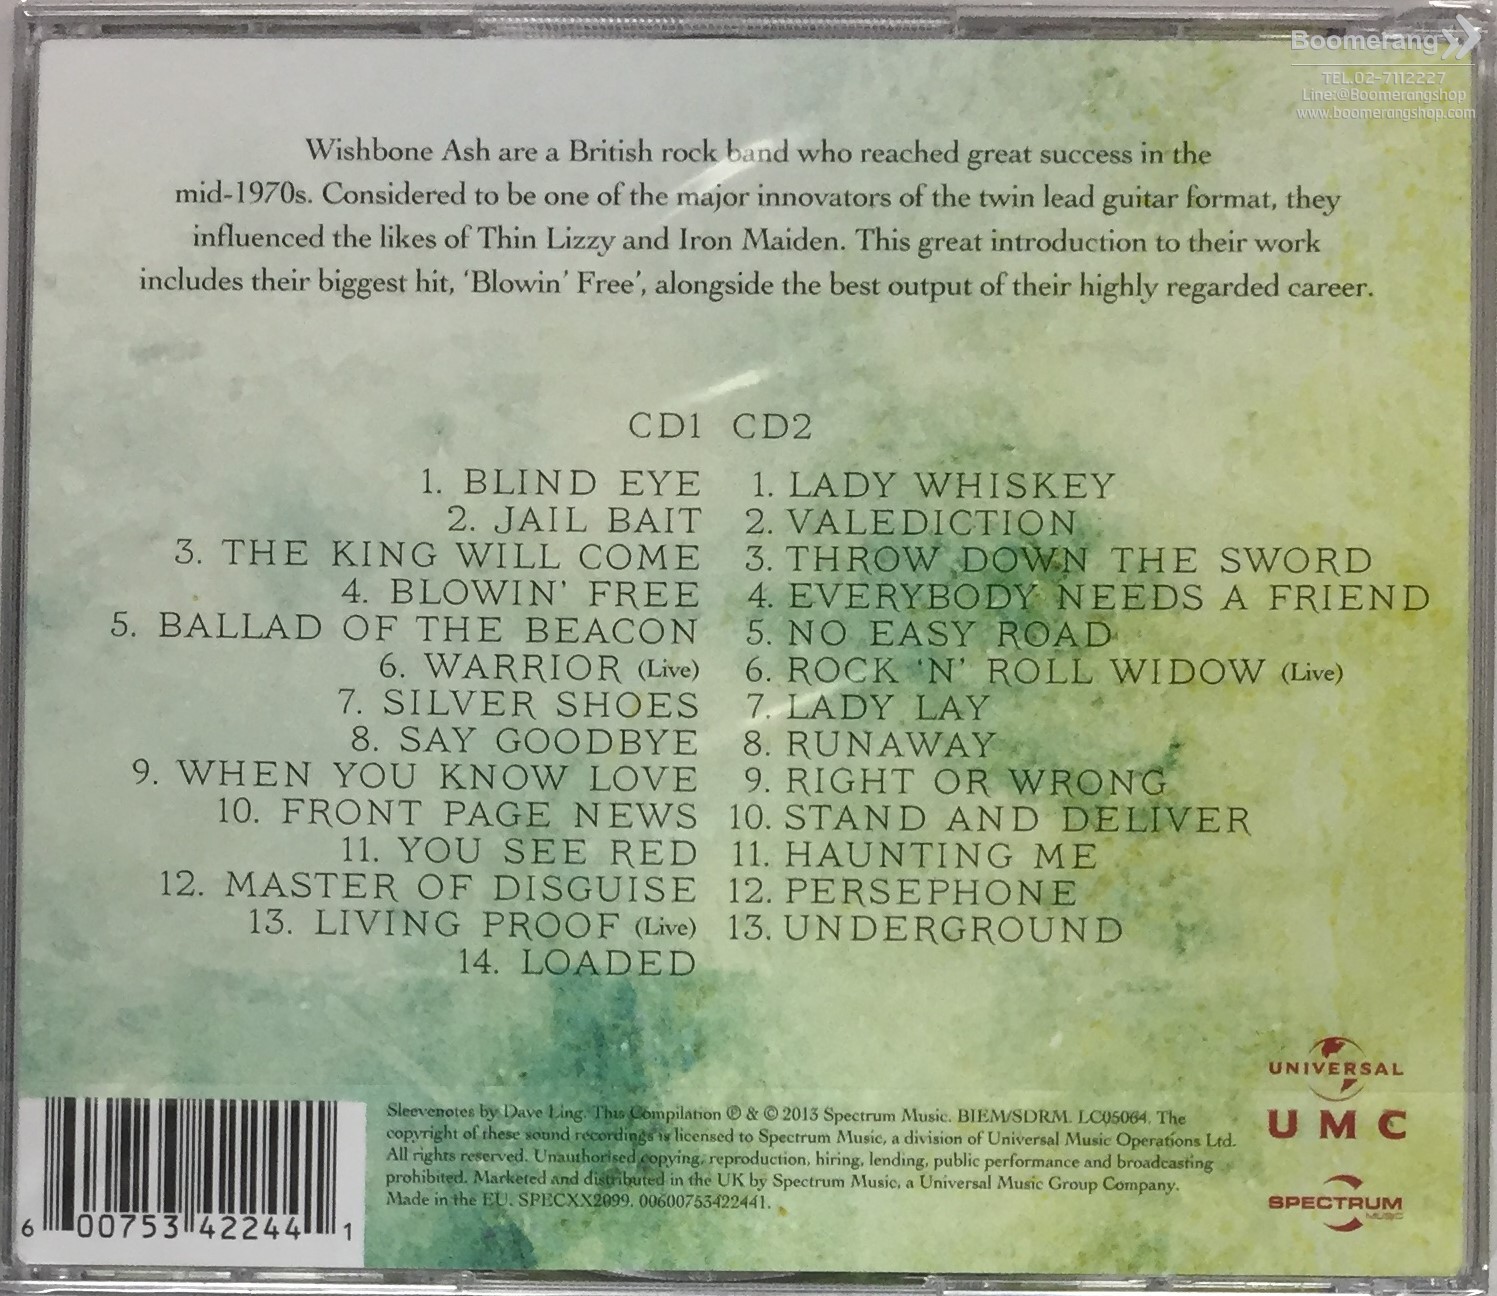 Boomerang
TEL.02-7112227
Line:@Boomerangshop
www.boomerangshop.com
Wishbone Ash are a British rock band who reached great success in the
mid-1970s. Considered to be one of the major innovators of the twin lead guitar format, they
influenced the likes of Thin Lizzy and Iron Maiden. This great introduction to their work
includes their biggest hit, ‘Blowin’ Free’, alongside the best output of their highly regarded career.
CD1
1. BLIND EYE
2. JAIL BAIT
3. THE KING WILL COME
4. BLOWIN’ FREE
5. BALLAD OF THE BEACON
6. WARRIOR (Live)
7. SILVER SHOES
8. SAY GOODBYE
9. WHEN YOU KNOW LOVE
10. FRONT PAGE NEWS
11. YOU SEE RED
12. MASTER OF DISGUISE
13. LIVING PROOF (Live)
14. LOADED
CD2
1. LADY WHISKEY
2. VALEDICTION
3. THROW DOWN THE SWORD
4. EVERYBODY NEEDS A FRIEND
5. NO EASY ROAD
6. ROCK ‘N’ ROLL WIDOW (Live)
7. LADY LAY
8. RUNAWAY
9. RIGHT OR WRONG
10. STAND AND DELIVER
11. HAUNTING ME
12. PERSEPHONE
13. UNDERGROUND
6 00753 42244 1
Sleevenotes by Dave Ling. This Compilation ℗ & © 2013 Spectrum Music. BIEM/SDRM. LC05064. The
copyright of these sound recordings is licensed to Spectrum Music, a division of Universal Music Operations Ltd.
All rights reserved. Unauthorised copying, reproduction, hiring, lending, public performance and broadcasting
prohibited. Marketed and distributed in the UK by Spectrum Music, a Universal Music Group Company.
Made in the EU. SPECXX2099. 00600753422441.
UNIVERSAL
UMC
SPECTRUM
MUSIC